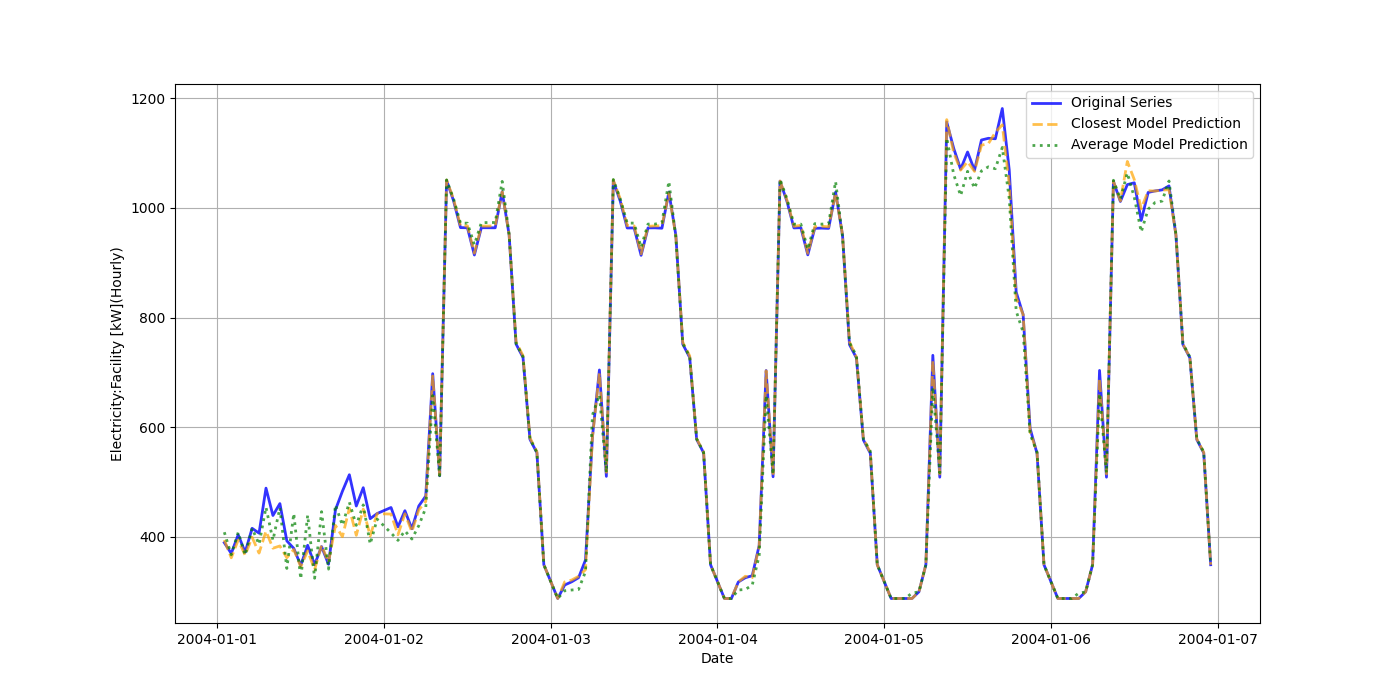 Original Series
Closest Model Prediction
Average Model Prediction
Electricity:Facility [kW](Hourly)
1200
1000
800
600
400
2004-01-01
2004-01-02
2004-01-03
2004-01-04
2004-01-05
2004-01-06
2004-01-07
Date